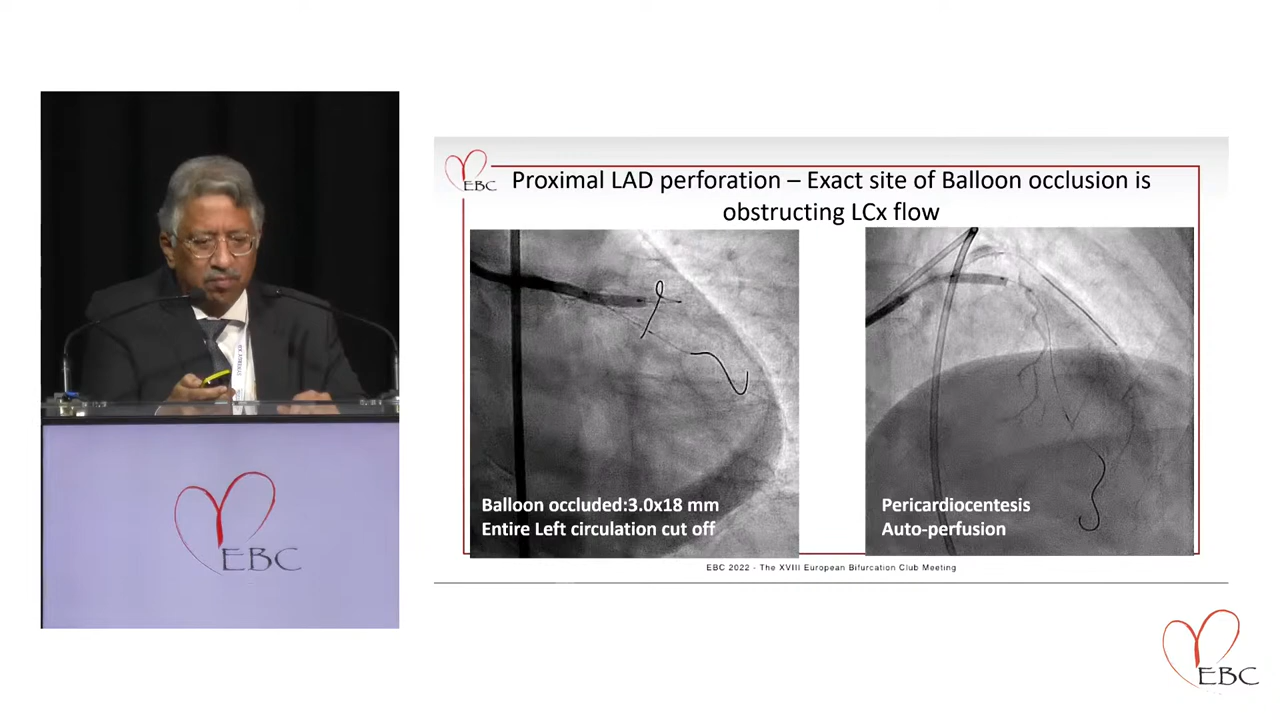 EBC
Proximal LAD perforation – Exact site of Balloon occlusion is
obstructing LCx flow
Balloon occluded:3.0x18 mm
Entire Left circulation cut off
Pericardiocentesis
Auto-perfusion
EBC 2022 - The XVIII European Bifurcation Club Meeting
EBC
EBC